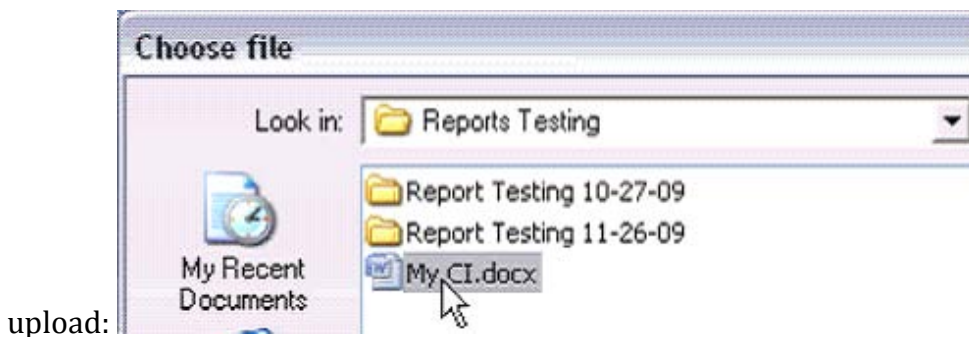 Choose file
Look in: Reports Testing
Report Testing 10-27-09
Report Testing 11-26-09
My CI.docx
My Recent
Documents
upload: